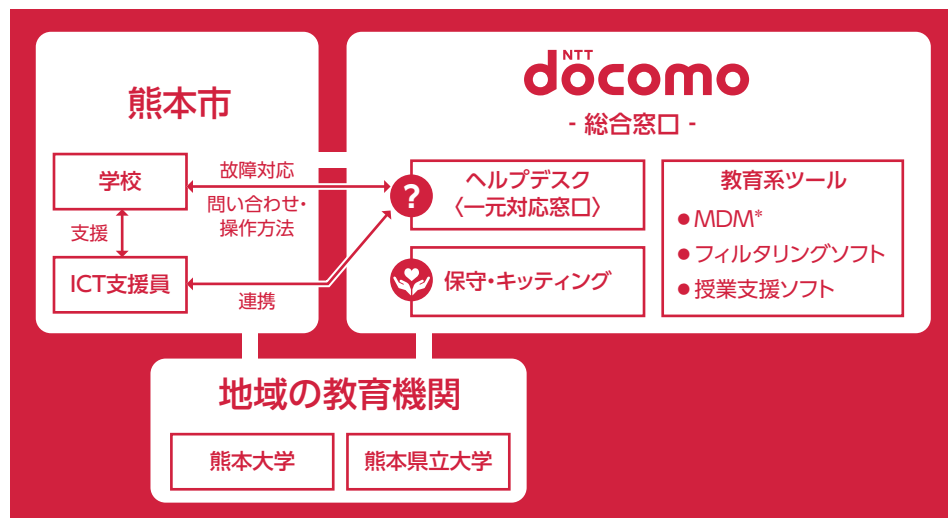 熊本市
学校
支援
ICT支援員
故障対応
問い合わせ・
操作方法
連携
NTT
docomo
- 総合窓口 -
?
ヘルプデスク
〈一元対応窓口〉
保守・キッティング
教育系ツール
●MDM*
●フィルタリングソフト
●授業支援ソフト
地域の教育機関
熊本大学
熊本県立大学